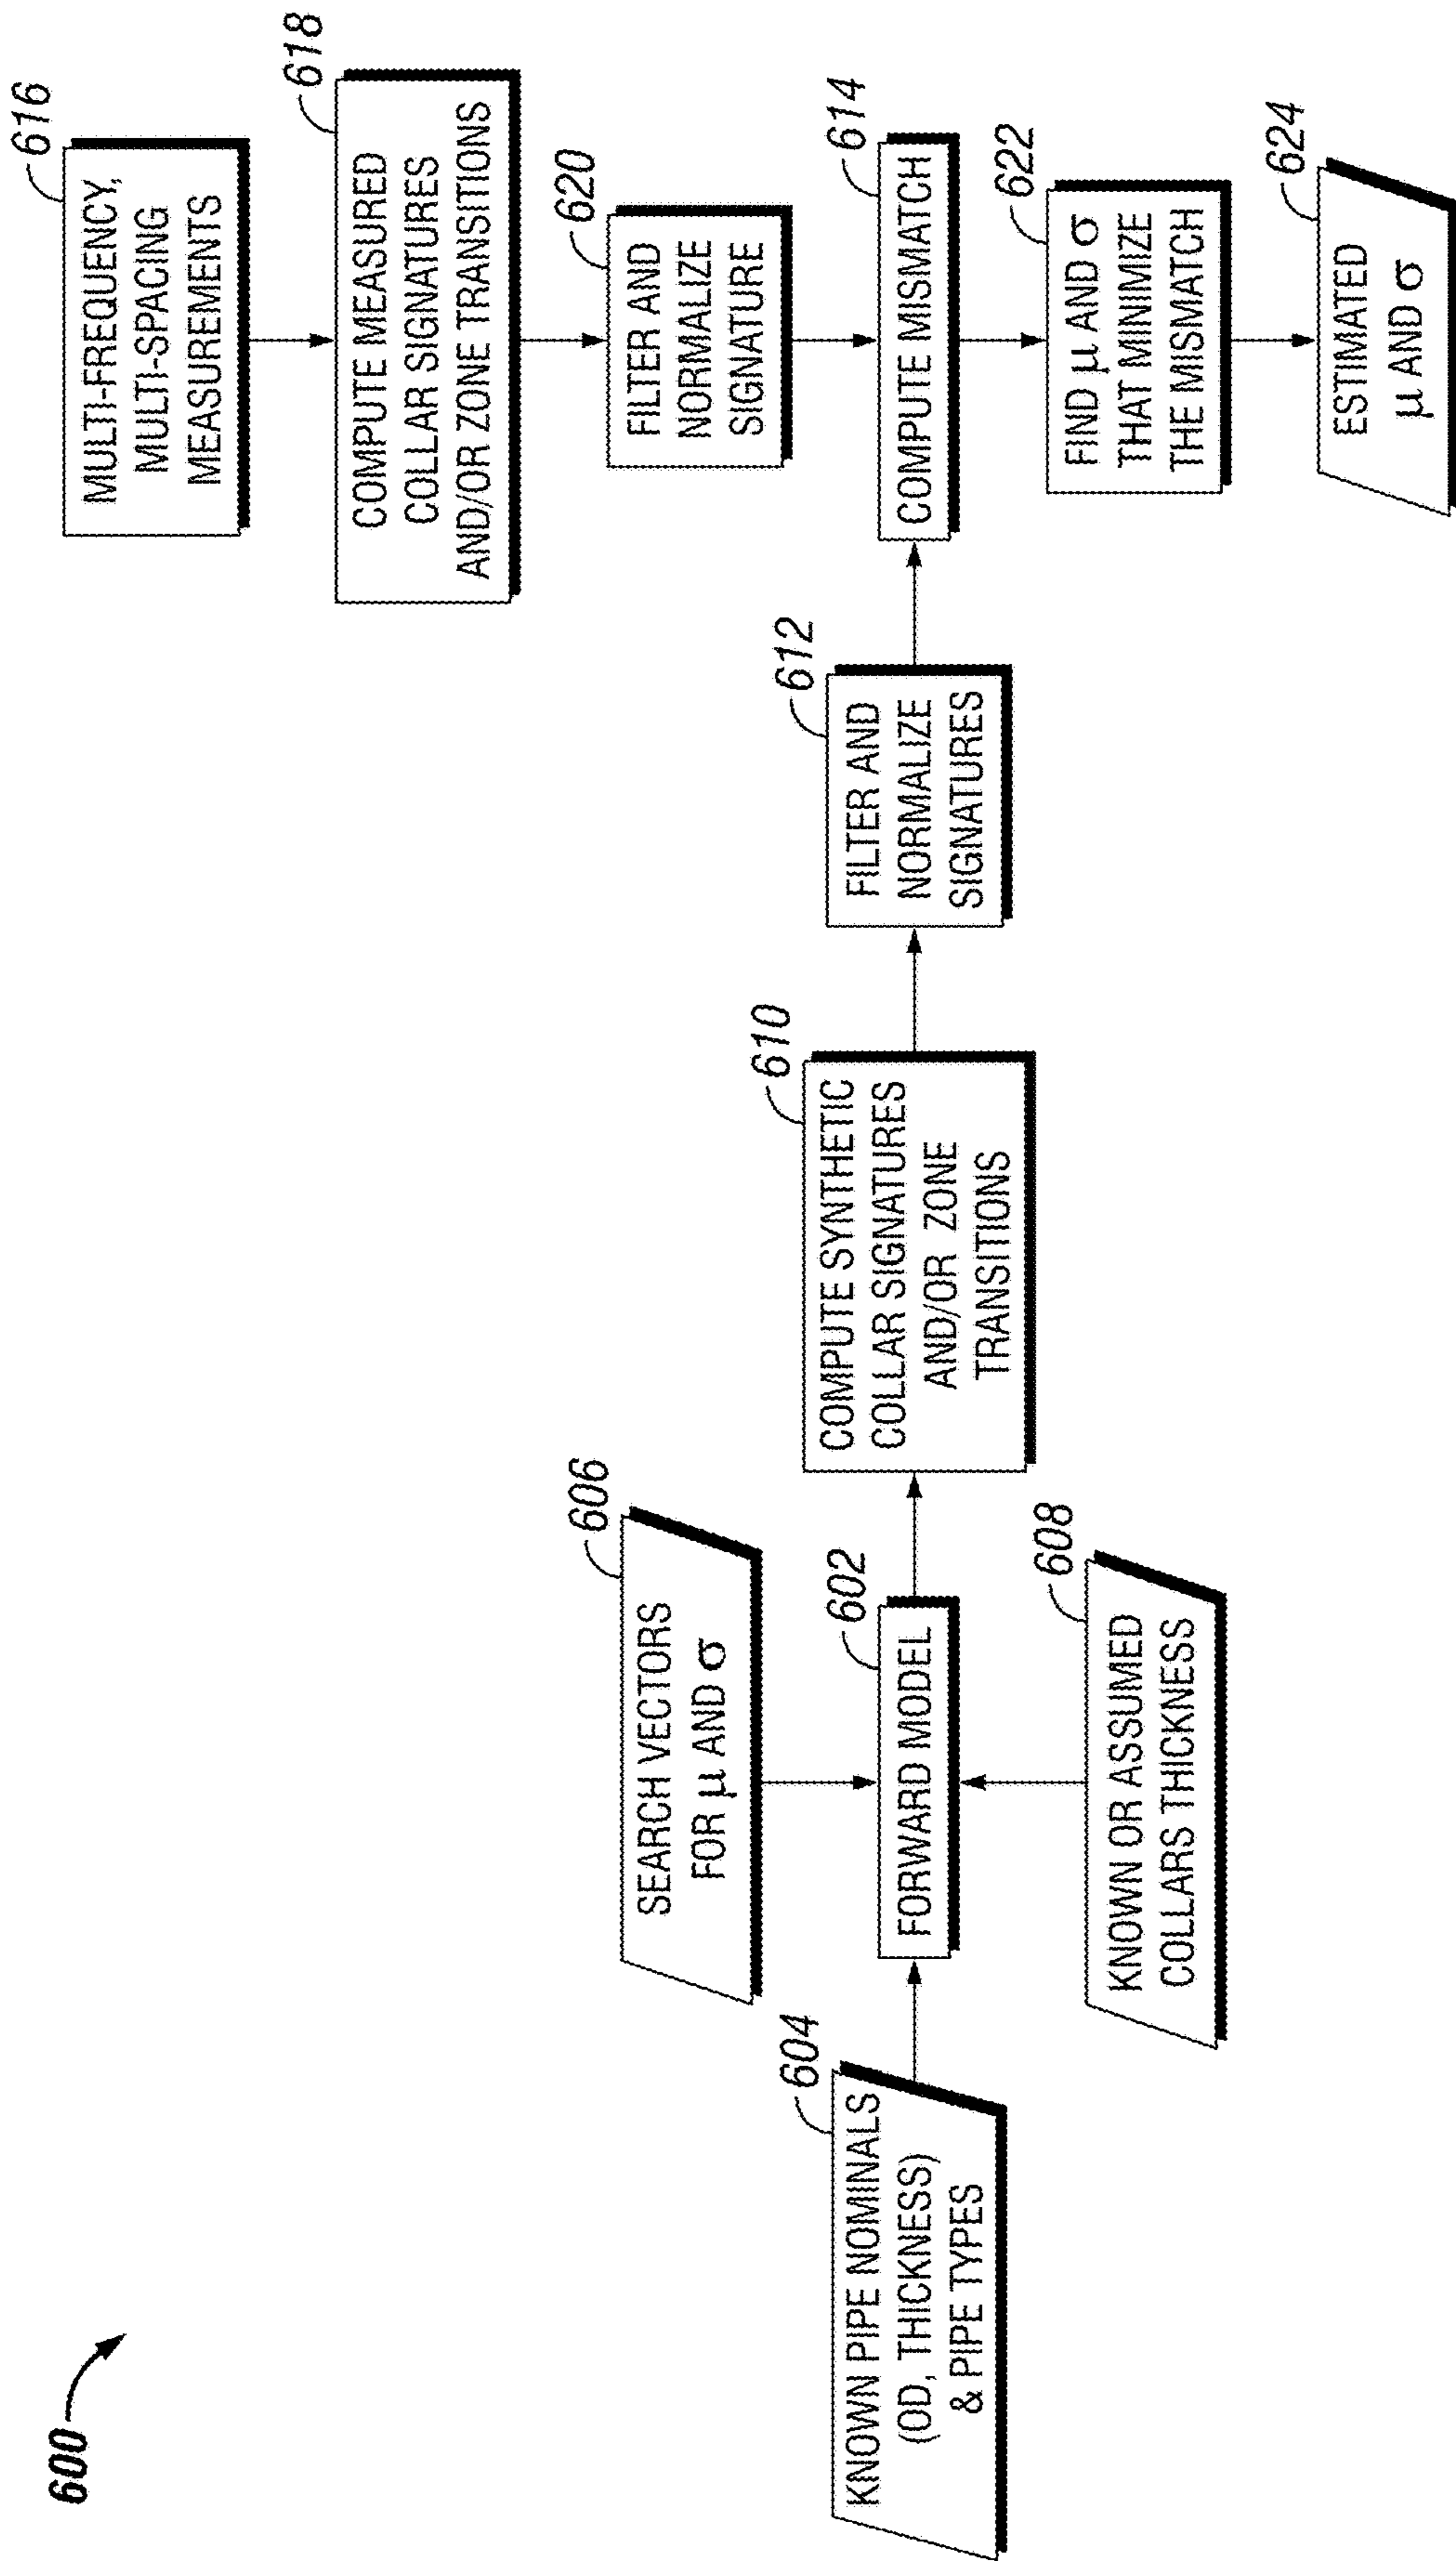 600
616
MULTI-FREQUENCY,
MULTI-SPACING
MEASUREMENTS
618
COMPUTE MEASURED
COLLAR SIGNATURES
AND/OR ZONE TRANSITIONS
620
FILTER AND
NORMALIZE
SIGNATURE
604
KNOWN PIPE NOMINALS
(OD, THICKNESS)
& PIPE TYPES
606
SEARCH VECTORS
FOR μ AND σ
602
FORWARD MODEL
608
KNOWN OR ASSUMED
COLLARS THICKNESS
610
COMPUTE SYNTHETIC
COLLAR SIGNATURES
AND/OR ZONE
TRANSITIONS
612
FILTER AND
NORMALIZE
SIGNATURES
614
COMPUTE MISMATCH
622
FIND μ AND σ
THAT MINIMIZE
THE MISMATCH
624
ESTIMATED
μ AND σ